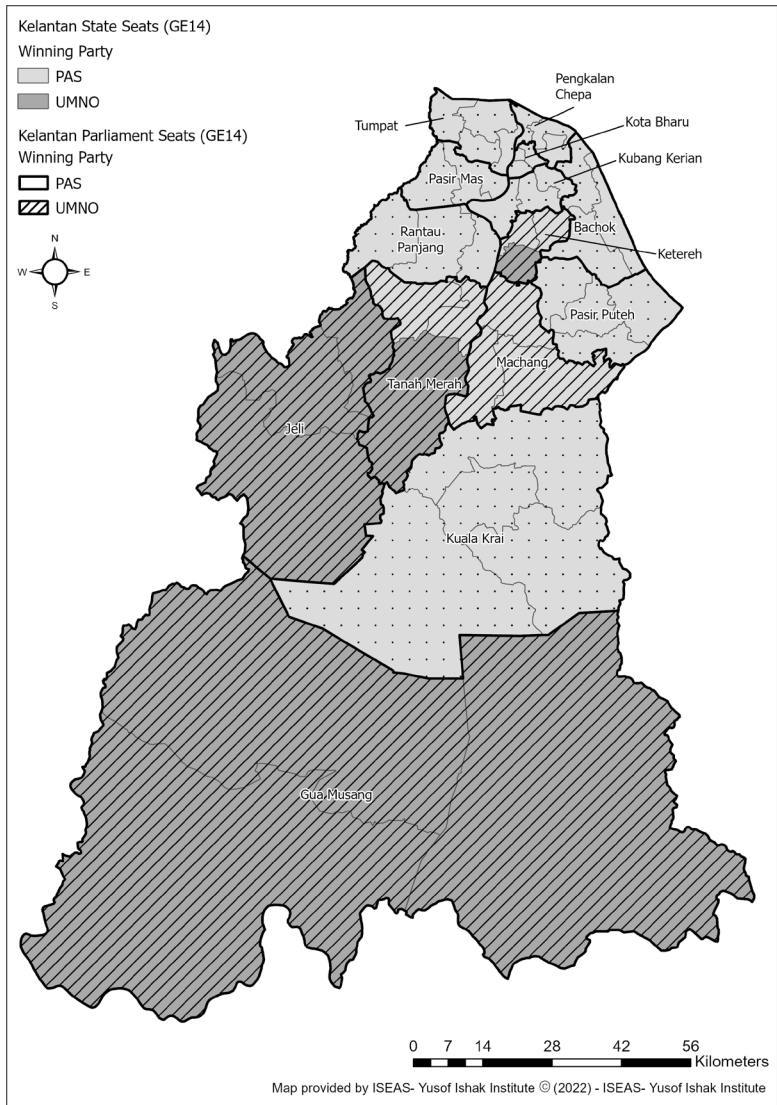 Kelantan State Seats (GE14)
Winning Party
PAS
UMNO
Kelantan Parliament Seats (GE14)
Winning Party
PAS
UMNO
N
W
E
S
Pengkalan
Chepa
Tumpat
Kota Bharu
Kubang Kerian
Pasir Mas
Rantau
Panjang
Bachok
Ketereh
Pasir Puteh
Machang
Tanah Merah
Jeli
Kuala Krai
Gua Musang
0 7 14 28 42 56
Kilometers
Map provided by ISEAS- Yusof Ishak Institute © (2022) - ISEAS- Yusof Ishak Institute